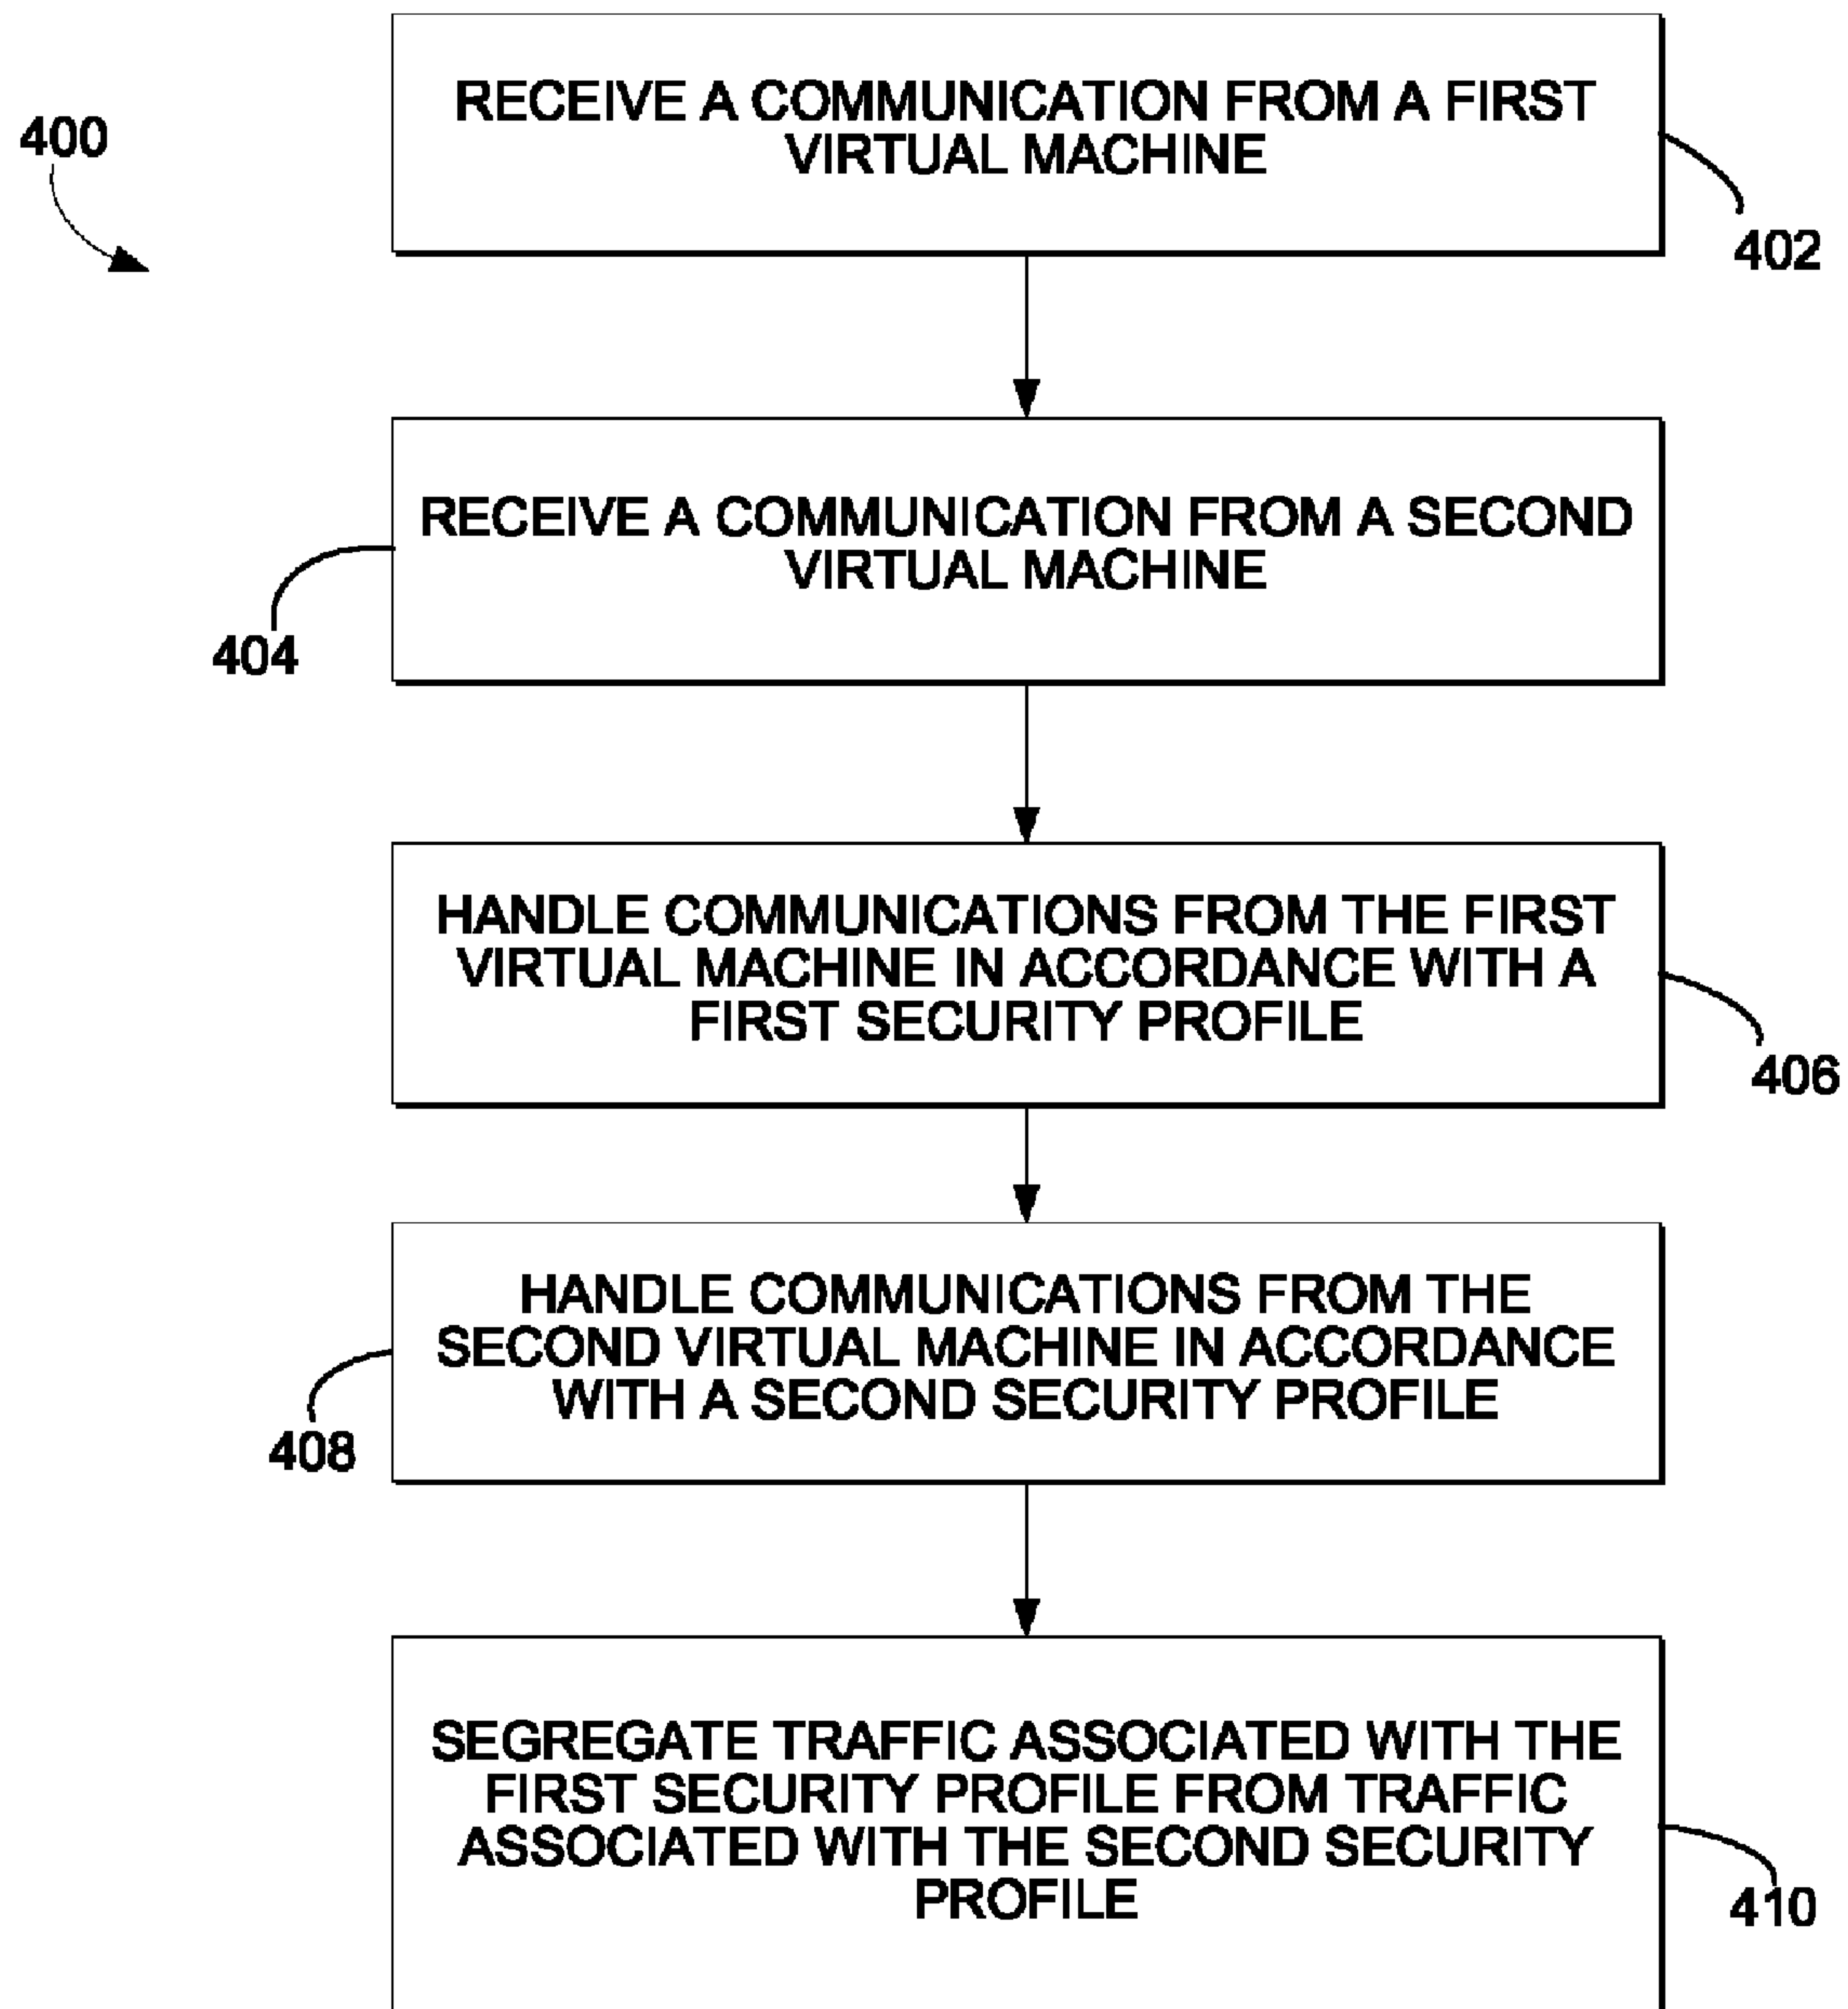 400
RECEIVE A COMMUNICATION FROM A FIRST
VIRTUAL MACHINE
402
RECEIVE A COMMUNICATION FROM A SECOND
VIRTUAL MACHINE
404
HANDLE COMMUNICATIONS FROM THE FIRST
VIRTUAL MACHINE IN ACCORDANCE WITH A
FIRST SECURITY PROFILE
406
HANDLE COMMUNICATIONS FROM THE
SECOND VIRTUAL MACHINE IN ACCORDANCE
WITH A SECOND SECURITY PROFILE
408
SEGREGATE TRAFFIC ASSOCIATED WITH THE
FIRST SECURITY PROFILE FROM TRAFFIC
ASSOCIATED WITH THE SECOND SECURITY
PROFILE
410